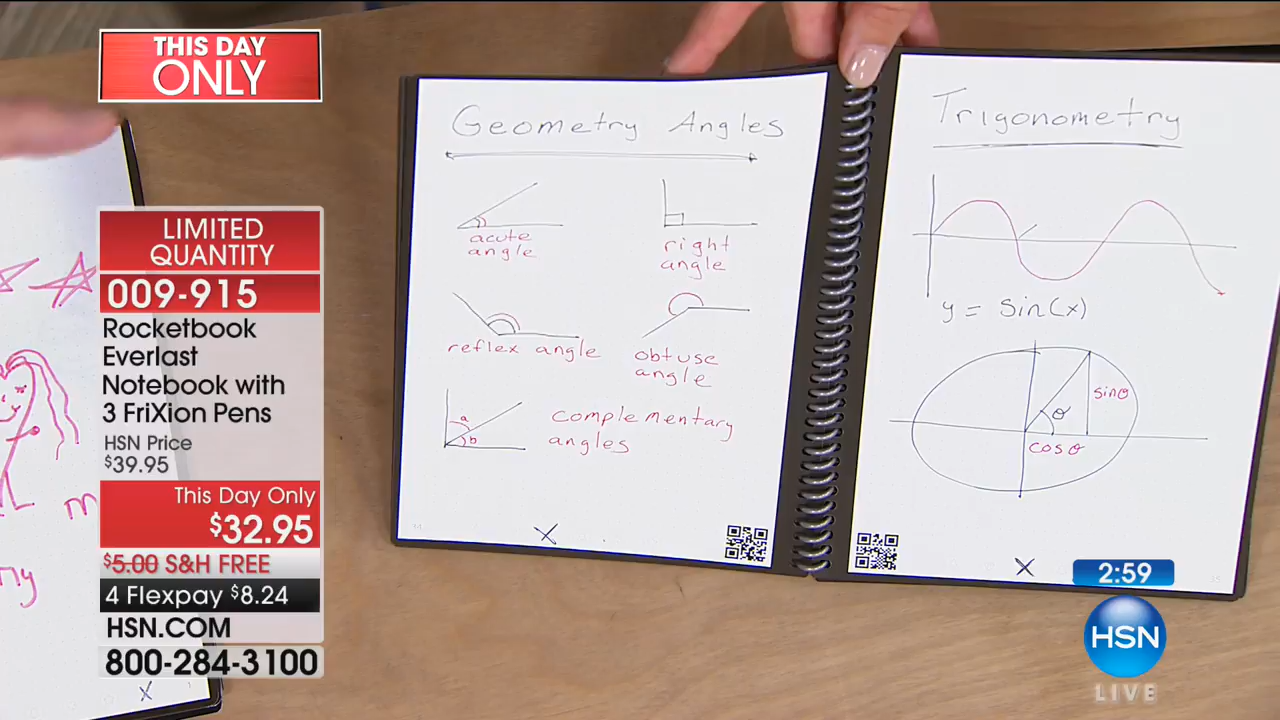 THIS DAY
ONLY
LIMITED
QUANTITY
009-915
Rocketbook
Everlast
Notebook with
3 FriXion Pens
HSN Price
$39.95
This Day Only
$32.95
$5.00 S&H FREE
4 Flexpay $8.24
HSN.COM
800-284-3100
Geometry Angles
acute
angle
right
angle
reflex angle
obtuse
angle
a
b
complementary
angles
X
Trigonometry
y = sin(x)
θ
sinθ
cosθ
X
35
X
2:59
HSN
LIVE